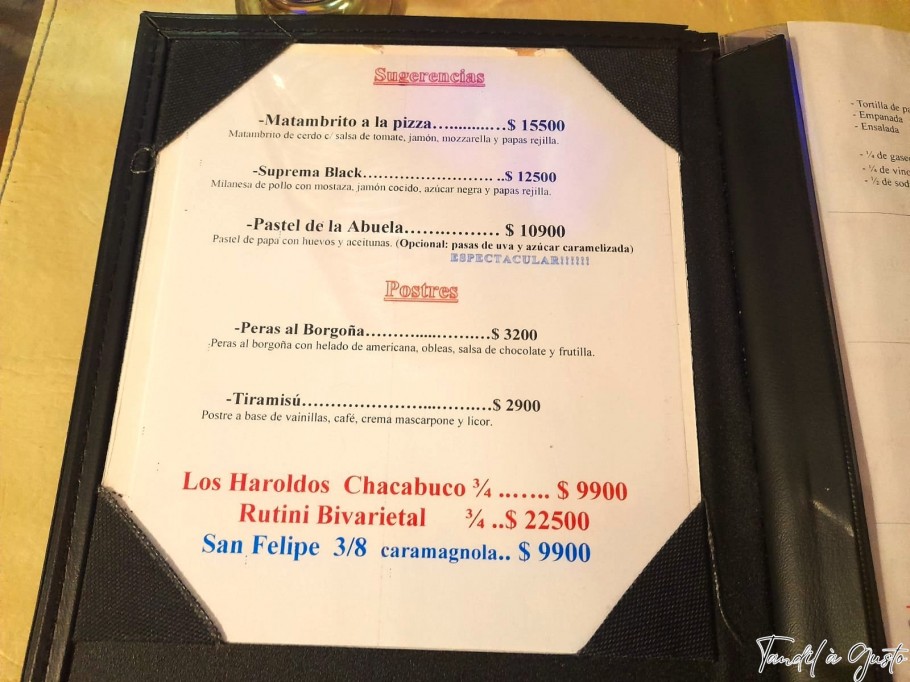 Sugerencias
-Matambrito a la pizza…...........…$ 15500
Matambrito de cerdo c/ salsa de tomate, jamón, mozzarella y papas rejilla.
-Suprema Black…………………….. ..$ 12500
Milanesa de pollo con mostaza, jamón cocido, azúcar negra y papas rejilla.
-Pastel de la Abuela…….……… $ 10900
Pastel de papa con huevos y aceitunas. (Opcional: pasas de uva y azúcar caramelizada)
ESPECTACULAR!!!!!!
Postres
-Peras al Borgoña……….....….……$ 3200
Peras al borgoña con helado de americana, obleas, salsa de chocolate y frutilla.
-Tiramisú…………………...…….…$ 2900
Postre a base de vainillas, café, crema mascarpone y licor.
Los Haroldos Chacabuco ¾ ..….. $ 9900
Rutini Bivarietal ¾ ..$ 22500
San Felipe 3/8 caramagnola.. $ 9900
- Tortilla de
- Empanada
- Ensalada
- ¼ de
- ¾ de
- ½ de
Tandil à Gusto